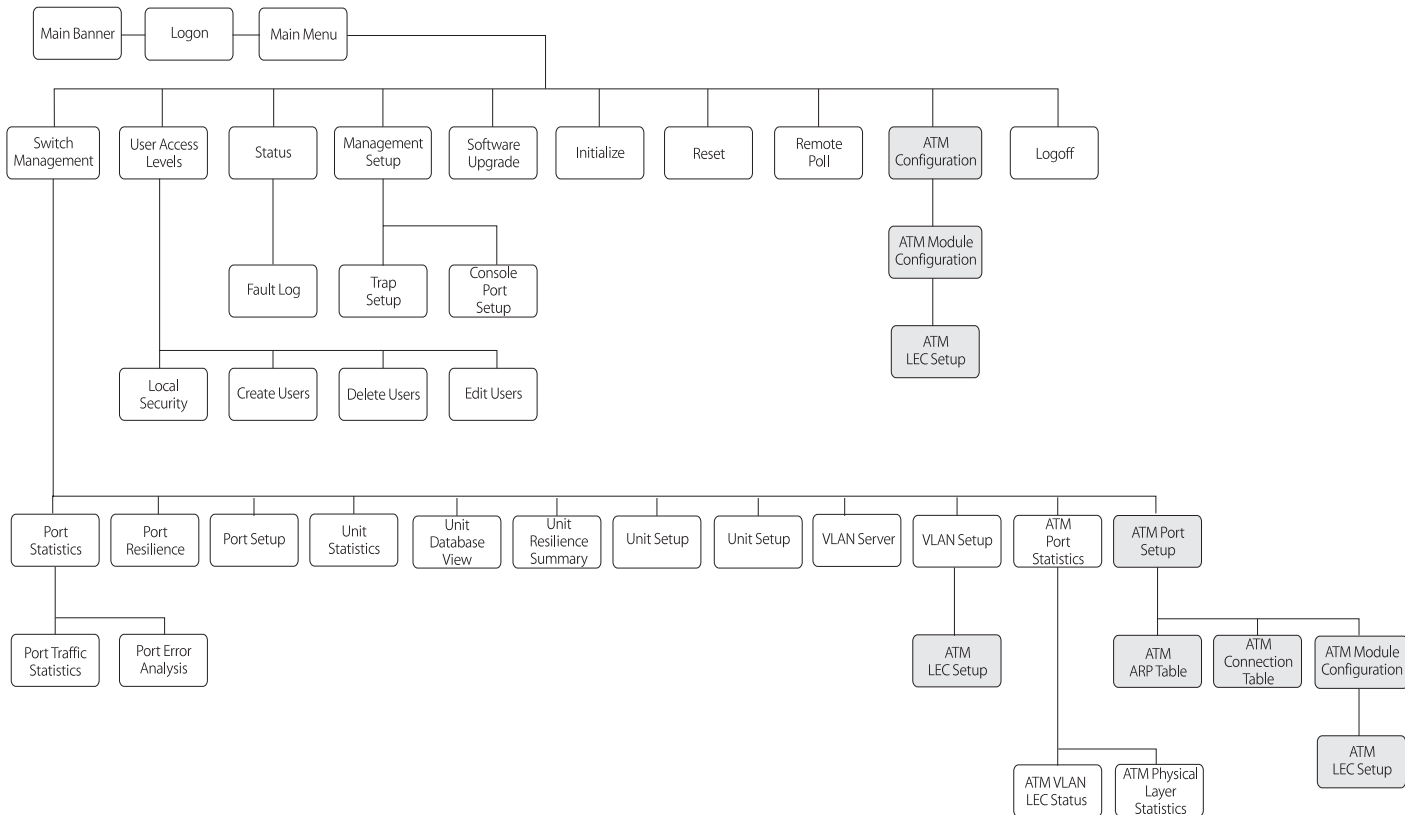 Main Banner
Logon
Main Menu
Switch
Management
User Access
Levels
Status
Management
Setup
Software
Upgrade
Initialize
Reset
Remote
Poll
ATM
Configuration
Logoff
ATM Module
Configuration
Fault Log
Trap
Setup
Console
Port
Setup
ATM
LEC Setup
Local
Security
Create Users
Delete Users
Edit Users
Port
Statistics
Port
Resilience
Port Setup
Unit
Statistics
Unit
Database
View
Unit
Resilience
Summary
Unit Setup
Unit Setup
VLAN Server
VLAN Setup
ATM
Port
Statistics
ATM Port
Setup
Port Traffic
Statistics
Port Error
Analysis
ATM
LEC Setup
ATM
ARP Table
ATM
Connection
Table
ATM Module
Configuration
ATM VLAN
LEC Status
ATM Physical
Layer
Statistics
ATM
LEC Setup